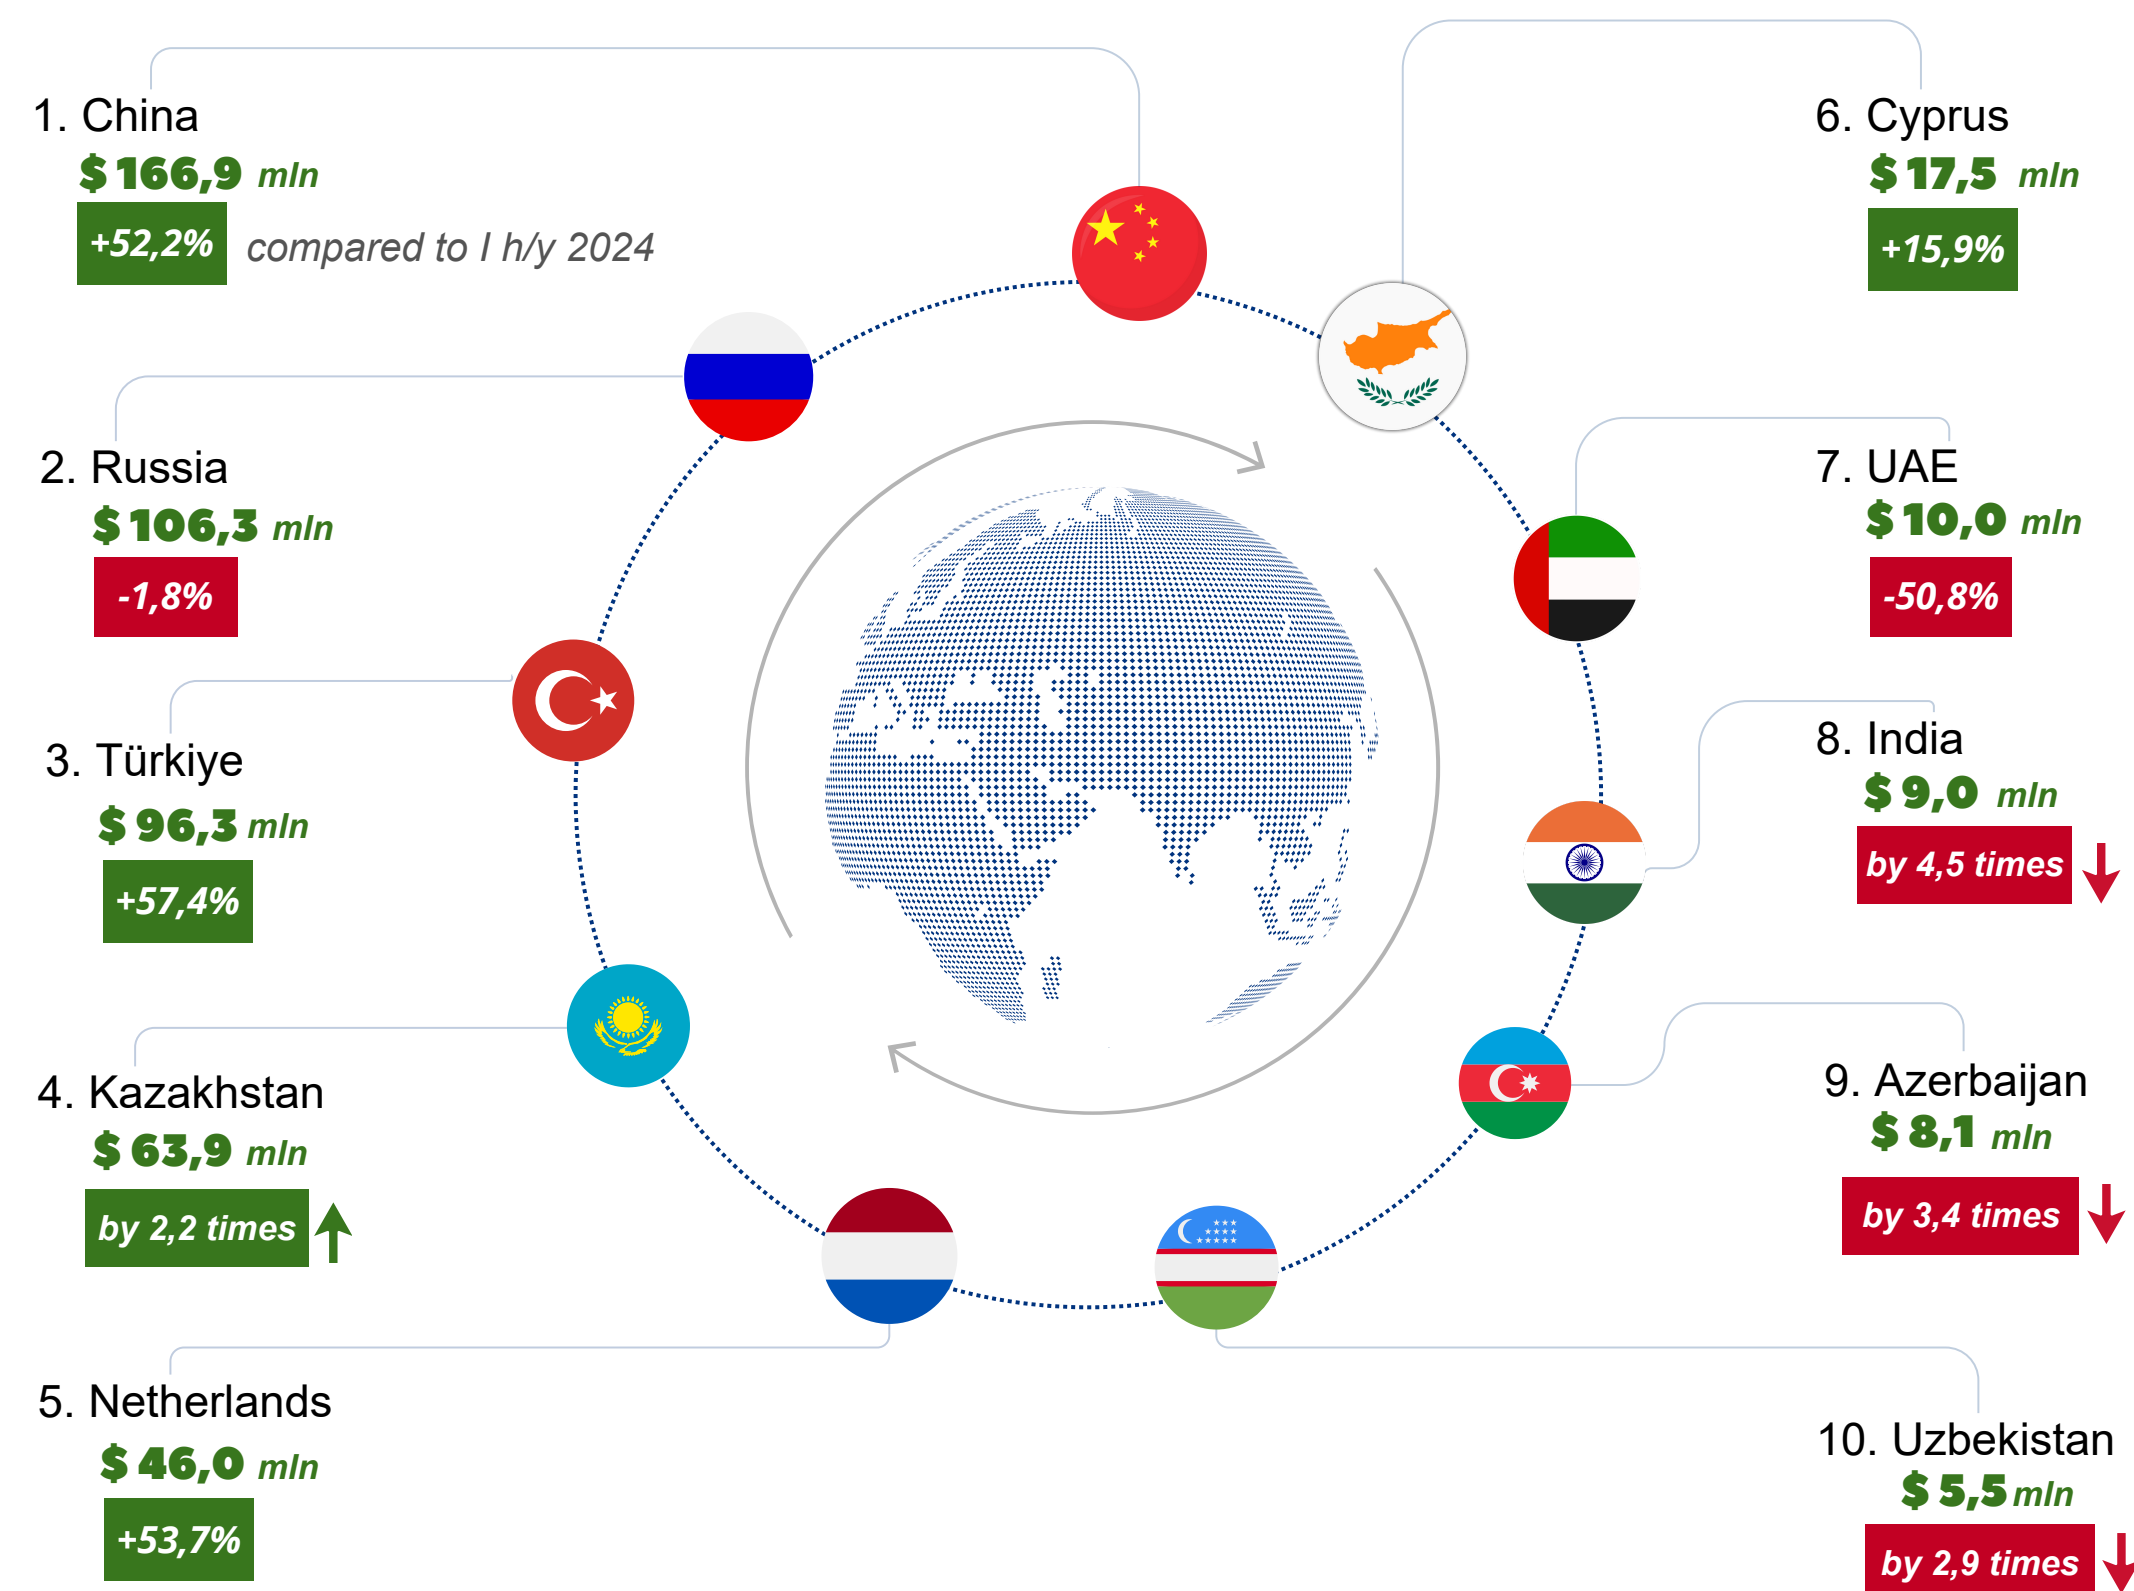 1. China
$ 166,9 mln
+52,2% compared to I h/y 2024
2. Russia
$ 106,3 mln
-1,8%
3. Türkiye
$ 96,3 mln
+57,4%
4. Kazakhstan
$ 63,9 mln
by 2,2 times
5. Netherlands
$ 46,0 mln
+53,7%
6. Cyprus
$ 17,5 mln
+15,9%
7. UAE
$ 10,0 mln
-50,8%
8. India
$ 9,0 mln
by 4,5 times
9. Azerbaijan
$ 8,1 mln
by 3,4 times
10. Uzbekistan
$ 5,5 mln
by 2,9 times